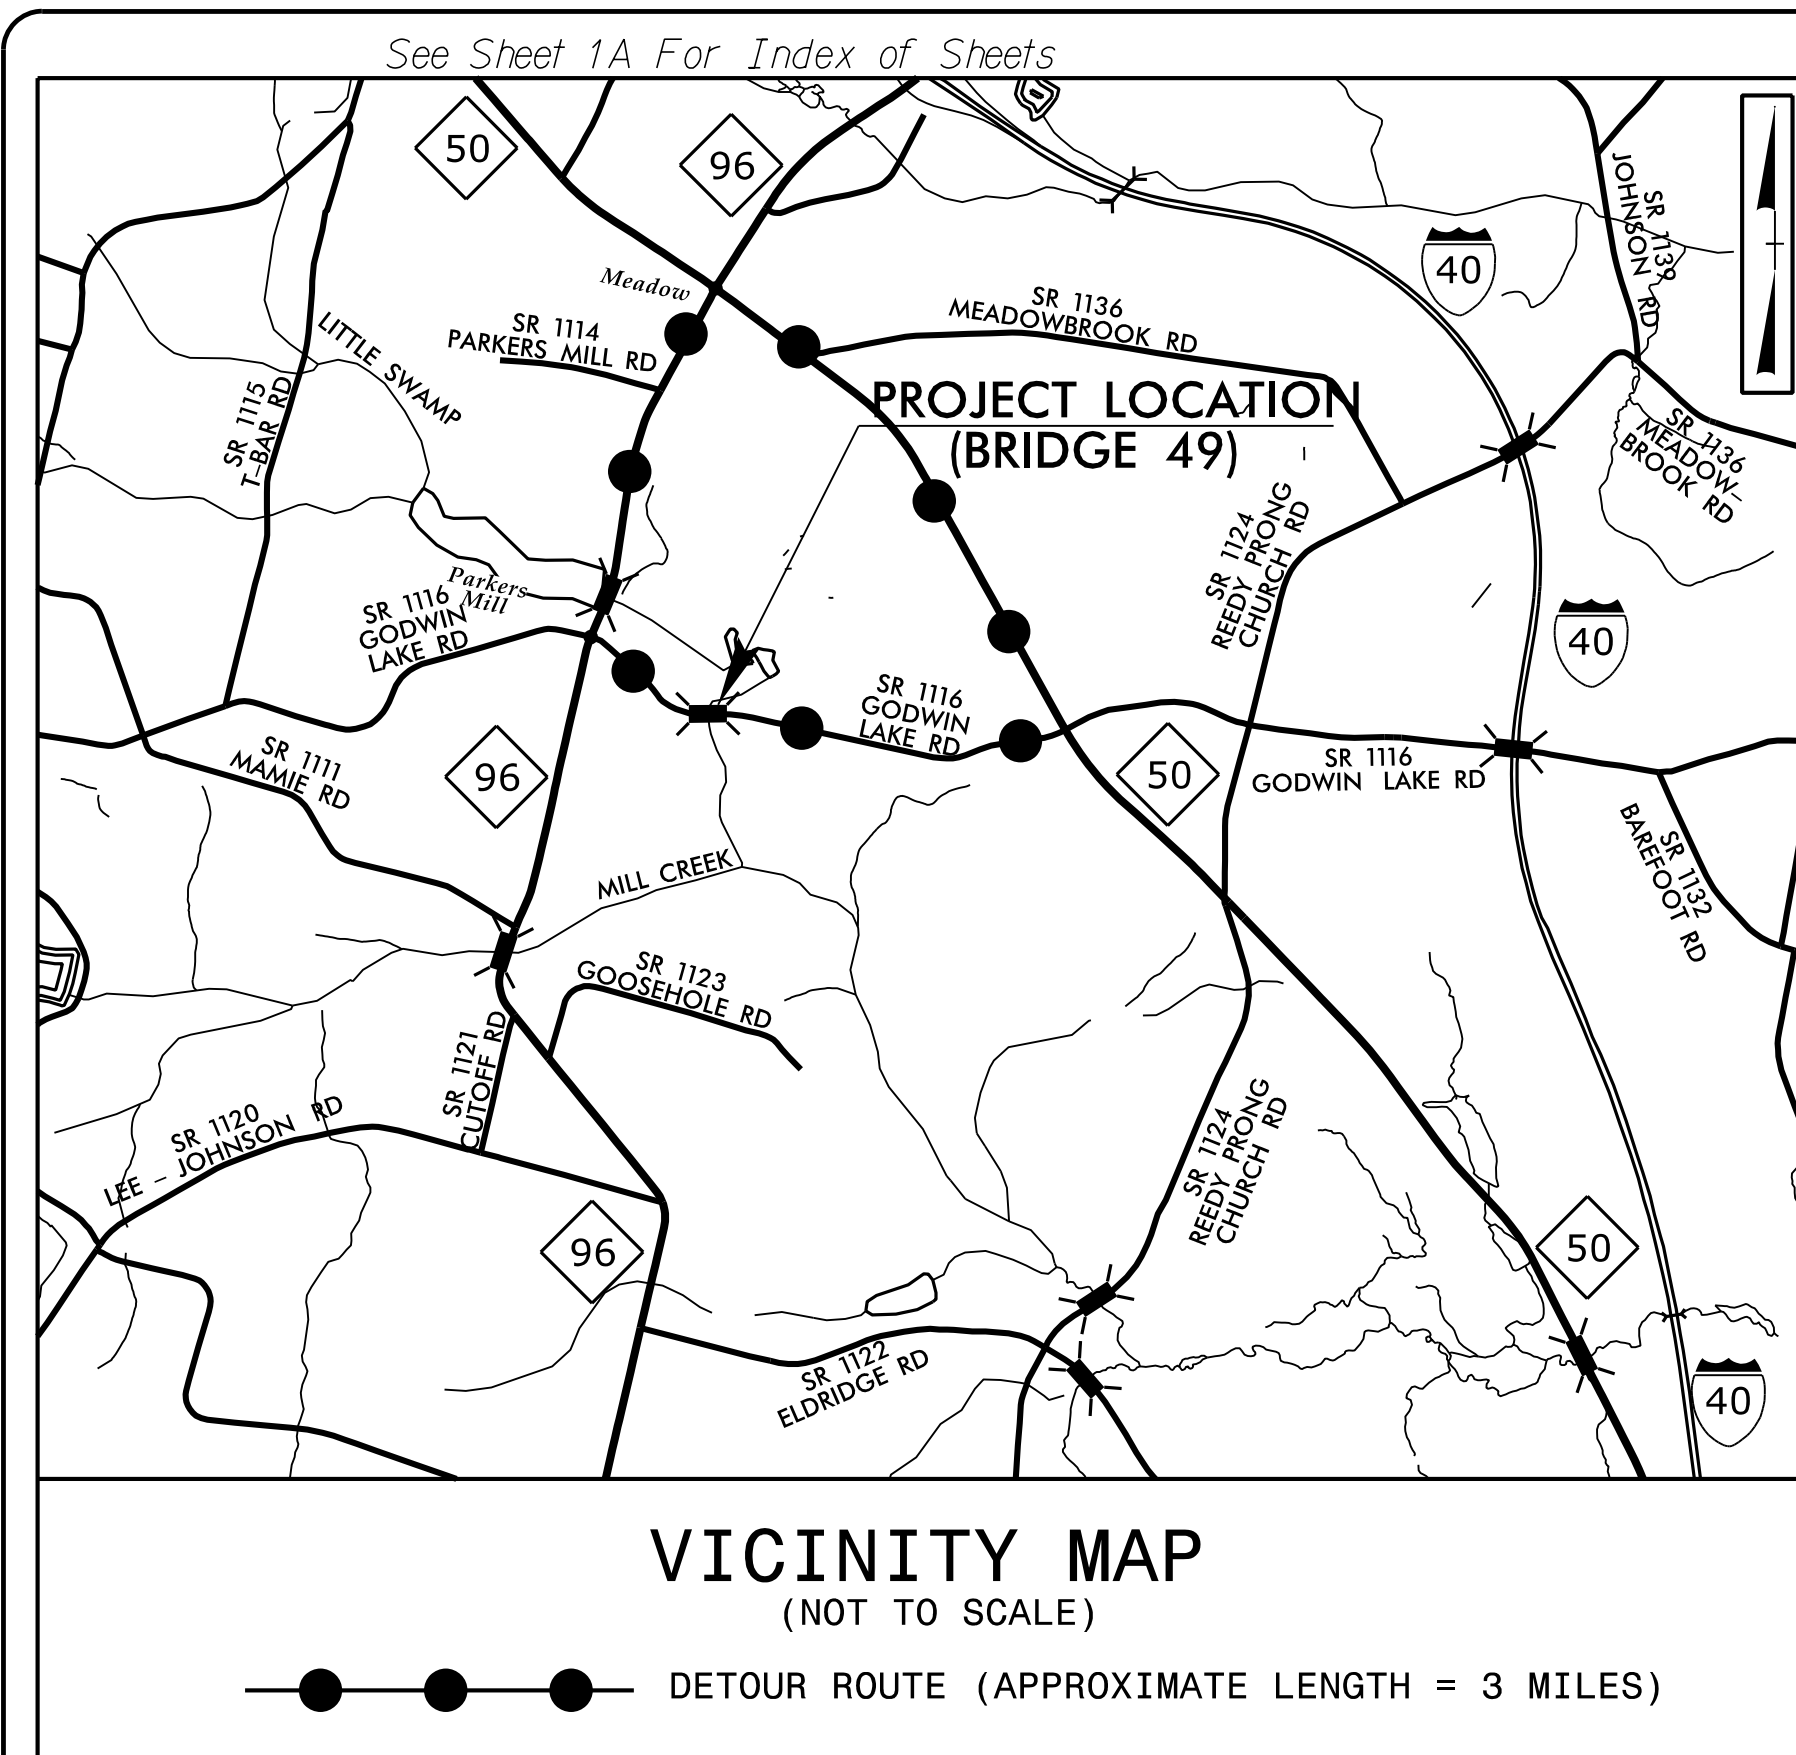 See Sheet 1A For Index of Sheets
50
96
SR 1139
JOHNSON RD
40
Meadow
SR 1136
MEADOWBROOK RD
SR 1114
PARKERS MILL RD
LITTLE SWAMP
SR 1115
T-BAR RD
PROJECT LOCATION
(BRIDGE 49)
SR 1136
MEADOW-
BROOK RD
SR 1124
REEDY PRONG
CHURCH RD
Parkers
Mill
SR 1116
GODWIN
LAKE RD
40
SR 1116
GODWIN
LAKE RD
SR 1111
MAMIE RD
96
50
SR 1116
GODWIN LAKE RD
SR 1132
BAREFOOT RD
MILL CREEK
SR 1123
GOOSEHOLE RD
SR 1121
CUTOFF RD
SR 1120
LEE - JOHNSON RD
SR 1124
REEDY PRONG
CHURCH RD
96
50
SR 1122
ELDRIDGE RD
40
VICINITY MAP
(NOT TO SCALE)
DETOUR ROUTE (APPROXIMATE LENGTH = 3 MILES)